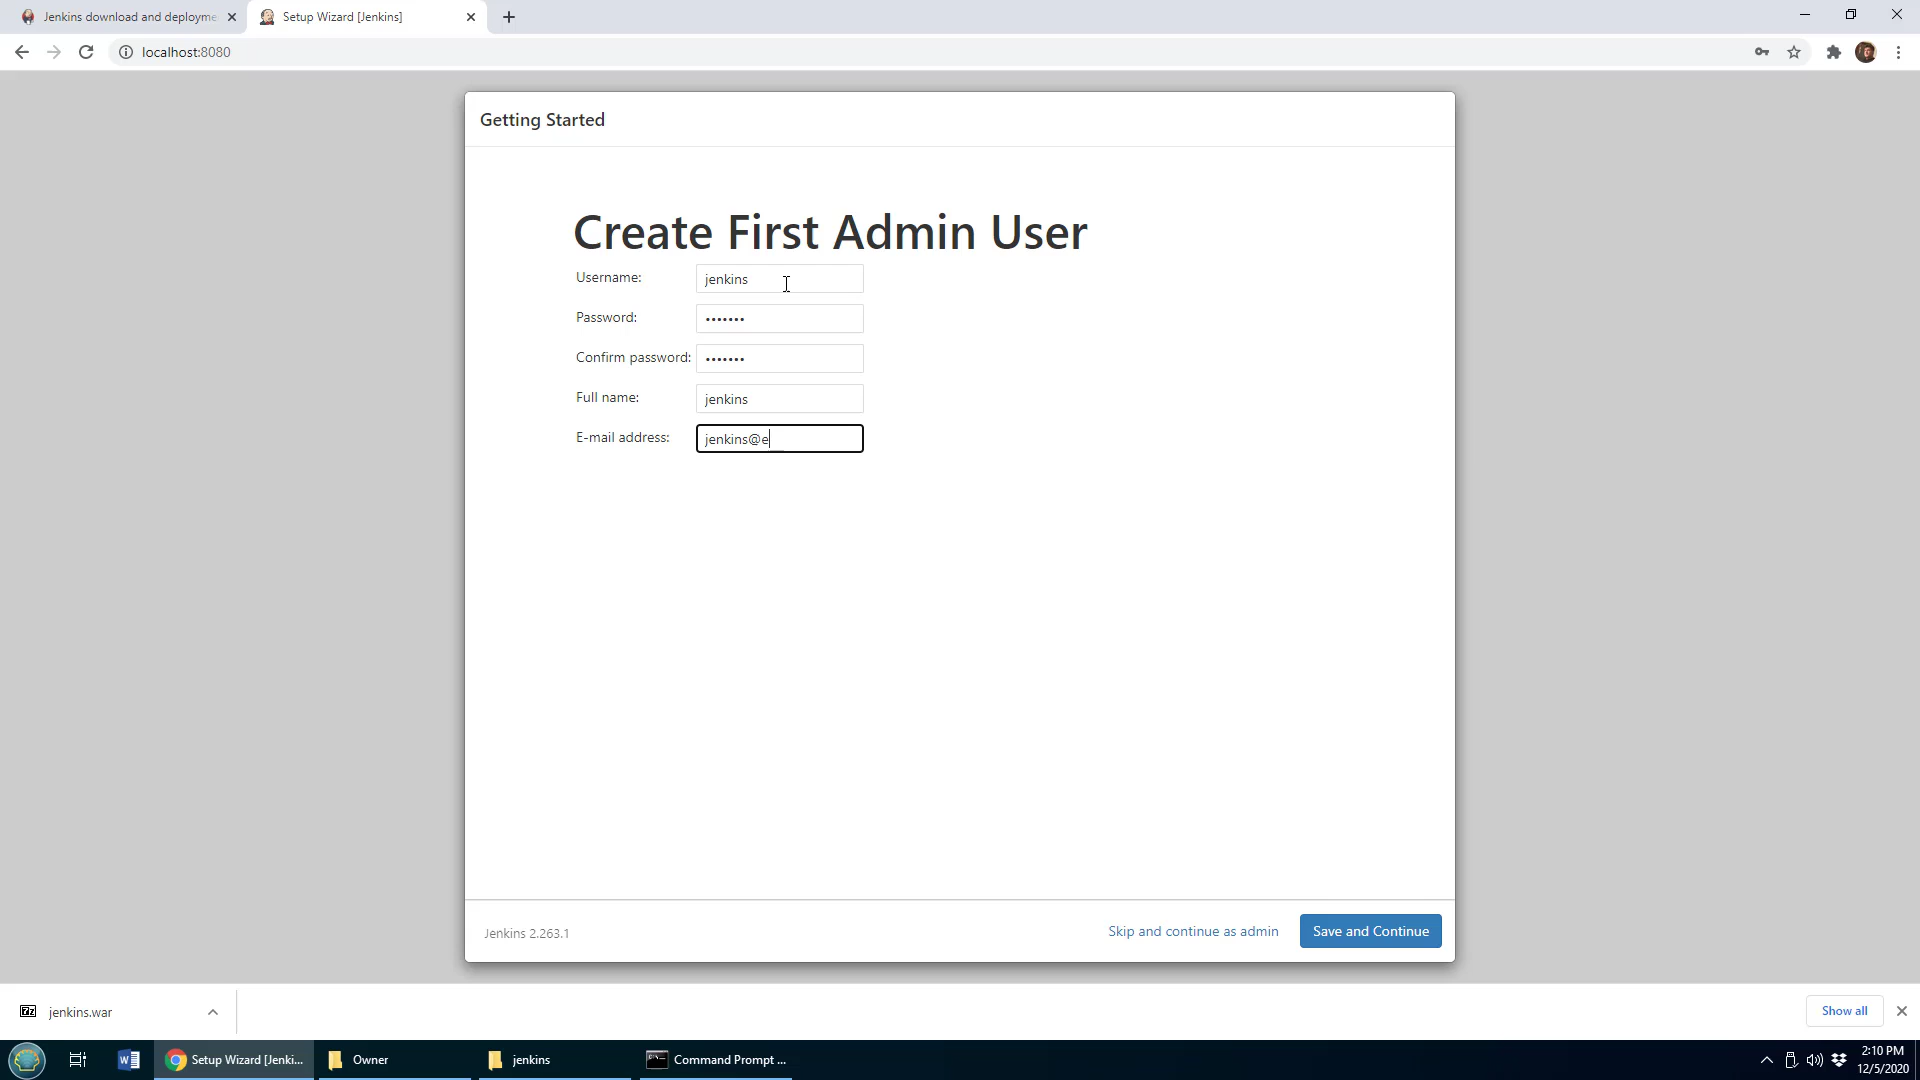 Jenkins download and deployme
Setup Wizard [Jenkins]
localhost:8080
Getting Started
Create First Admin User
Username: jenkins
Password: •••••••
Confirm password: •••••••
Full name: jenkins
E-mail address: jenkins@e
Jenkins 2.263.1
Skip and continue as admin
Save and Continue
7z jenkins.war
Show all
W
Setup Wizard [Jenki...
Owner
jenkins
Command Prompt ...
2:10 PM
12/5/2020